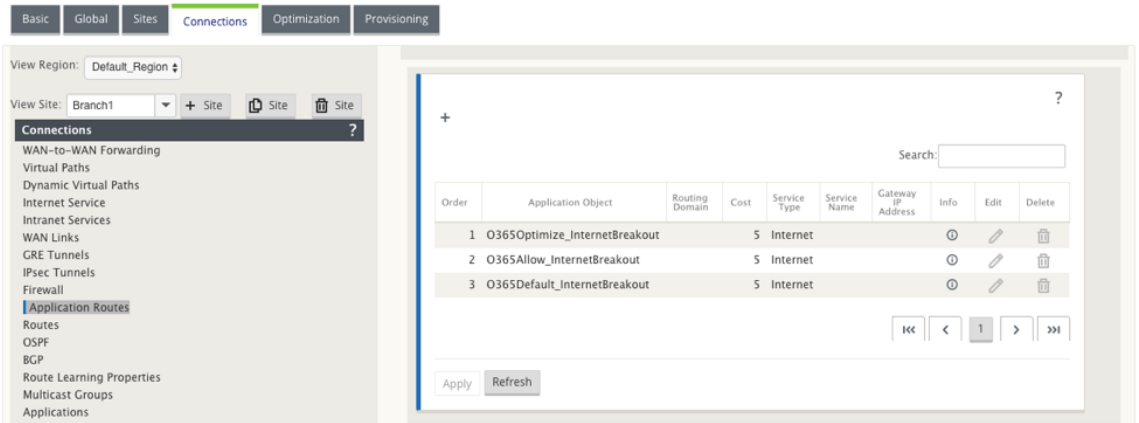 Basic Global Sites Connections Optimization Provisioning
View Region: Default_Region
View Site: Branch1 + Site Site Site
Connections ?
WAN-to-WAN Forwarding
Virtual Paths
Dynamic Virtual Paths
Internet Service
Intranet Services
WAN Links
GRE Tunnels
IPsec Tunnels
Firewall
Application Routes
Routes
OSPF
BGP
Route Learning Properties
Multicast Groups
Applications
?
+
Search:
Order Application Object Routing Domain Cost Service Type Service Name Gateway IP Address Info Edit Delete
1 O365Optimize_InternetBreakout 5 Internet
2 O365Allow_InternetBreakout 5 Internet
3 O365Default_InternetBreakout 5 Internet
1
Apply Refresh